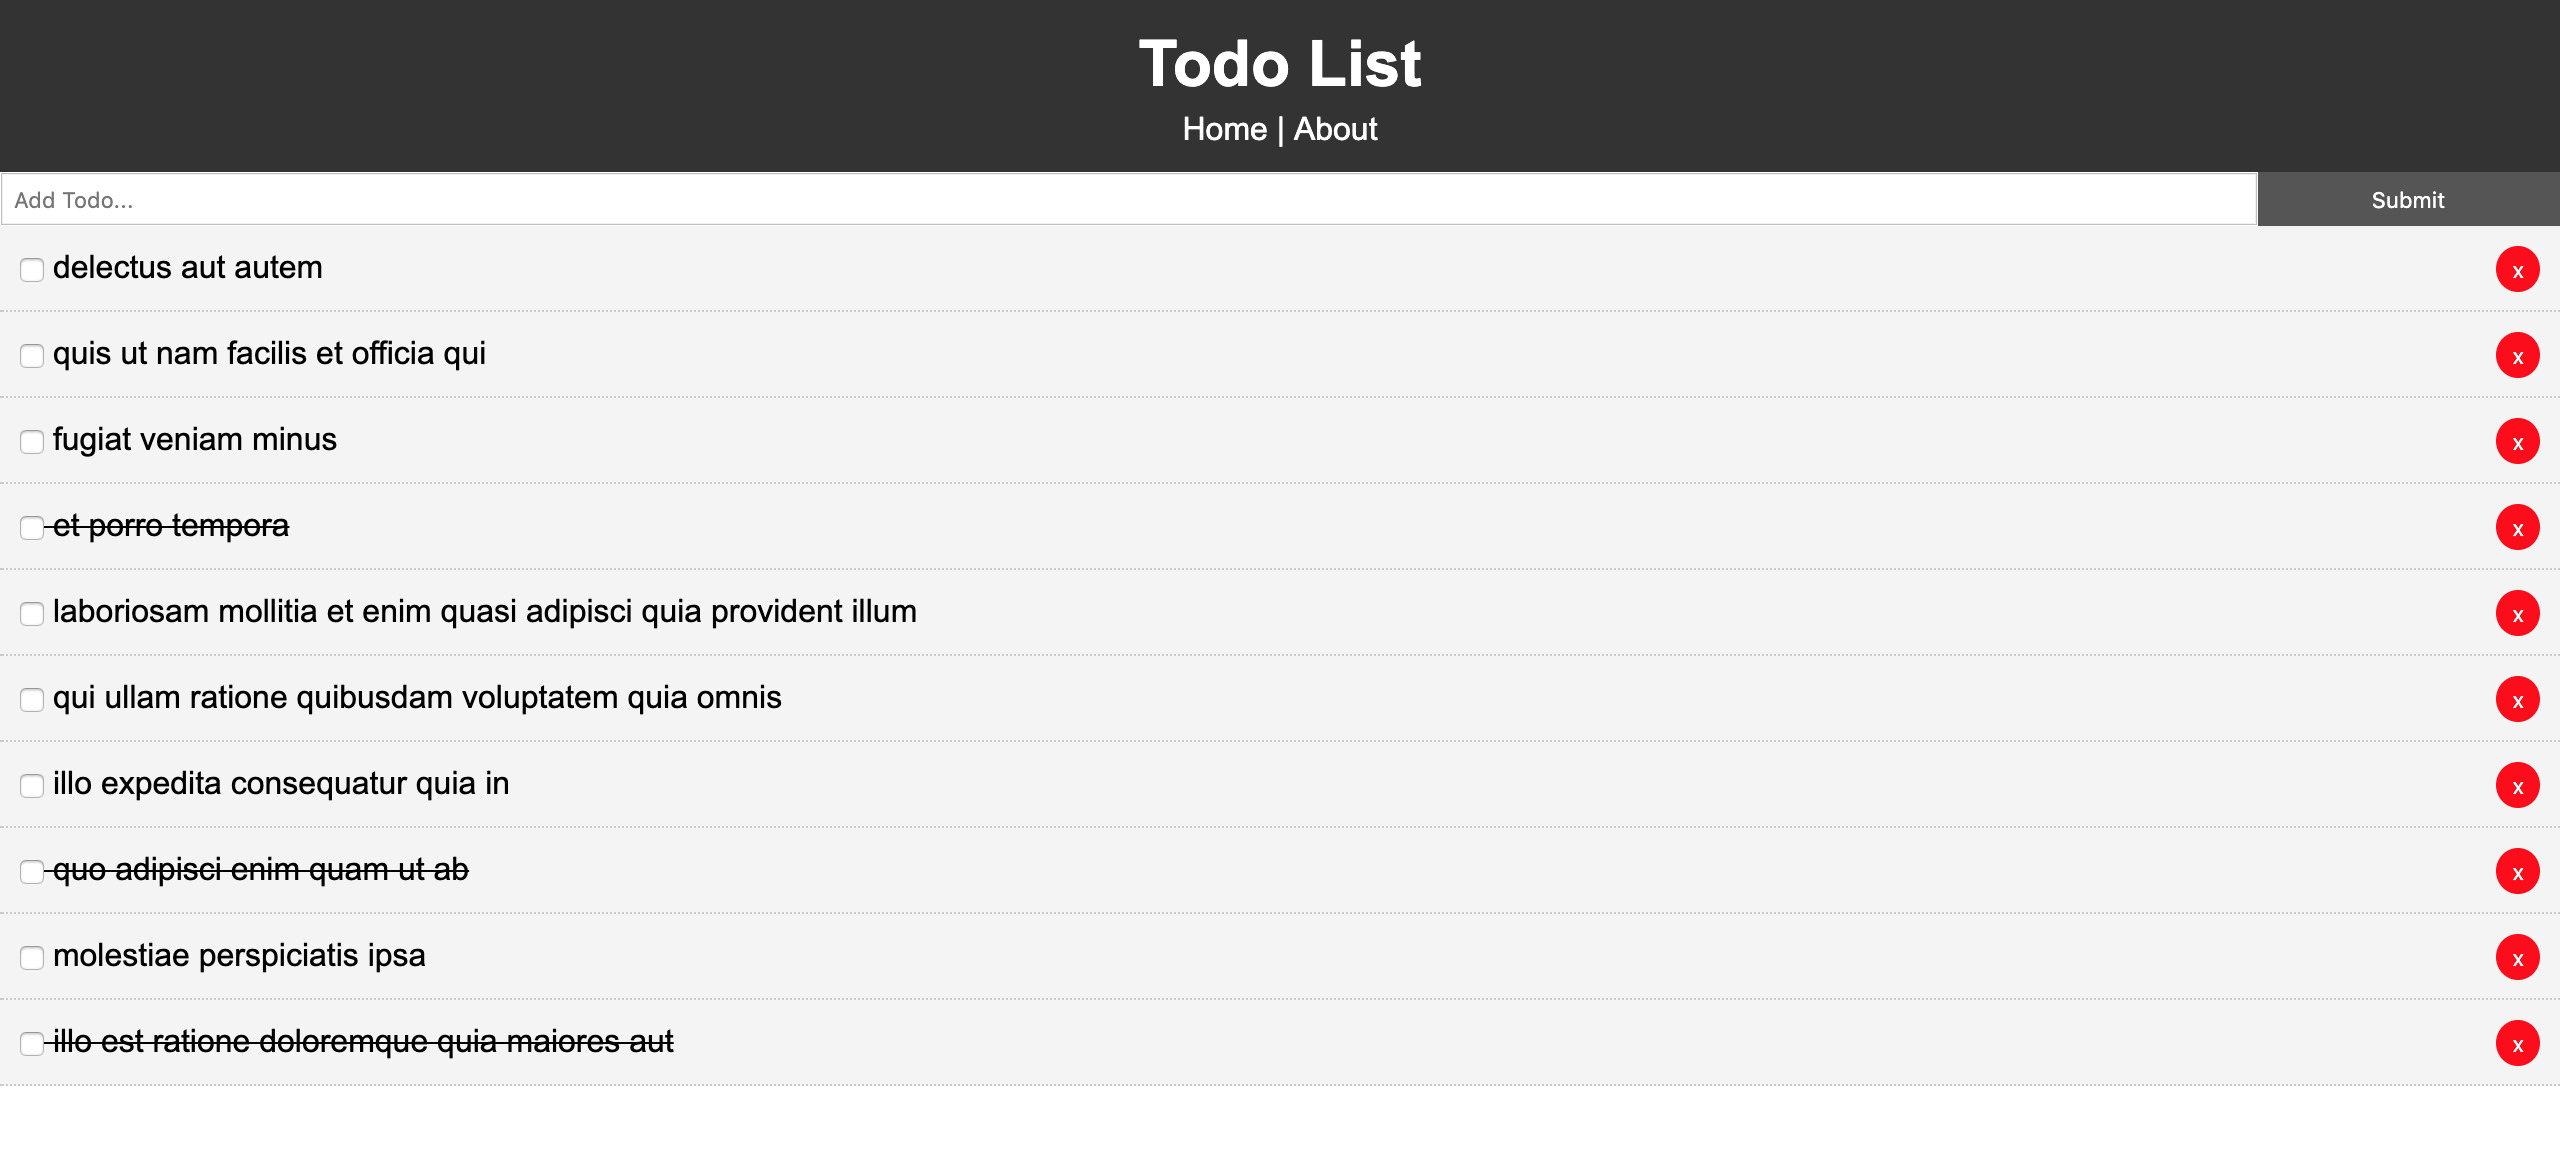 Todo List
Home | About
Add Todo...
Submit
delectus aut autem
x
quis ut nam facilis et officia qui
x
fugiat veniam minus
x
et porro tempora
x
laboriosam mollitia et enim quasi adipisci quia provident illum
x
qui ullam ratione quibusdam voluptatem quia omnis
x
illo expedita consequatur quia in
x
quo adipisci enim quam ut ab
x
molestiae perspiciatis ipsa
x
illo est ratione doloremque quia maiores aut
x